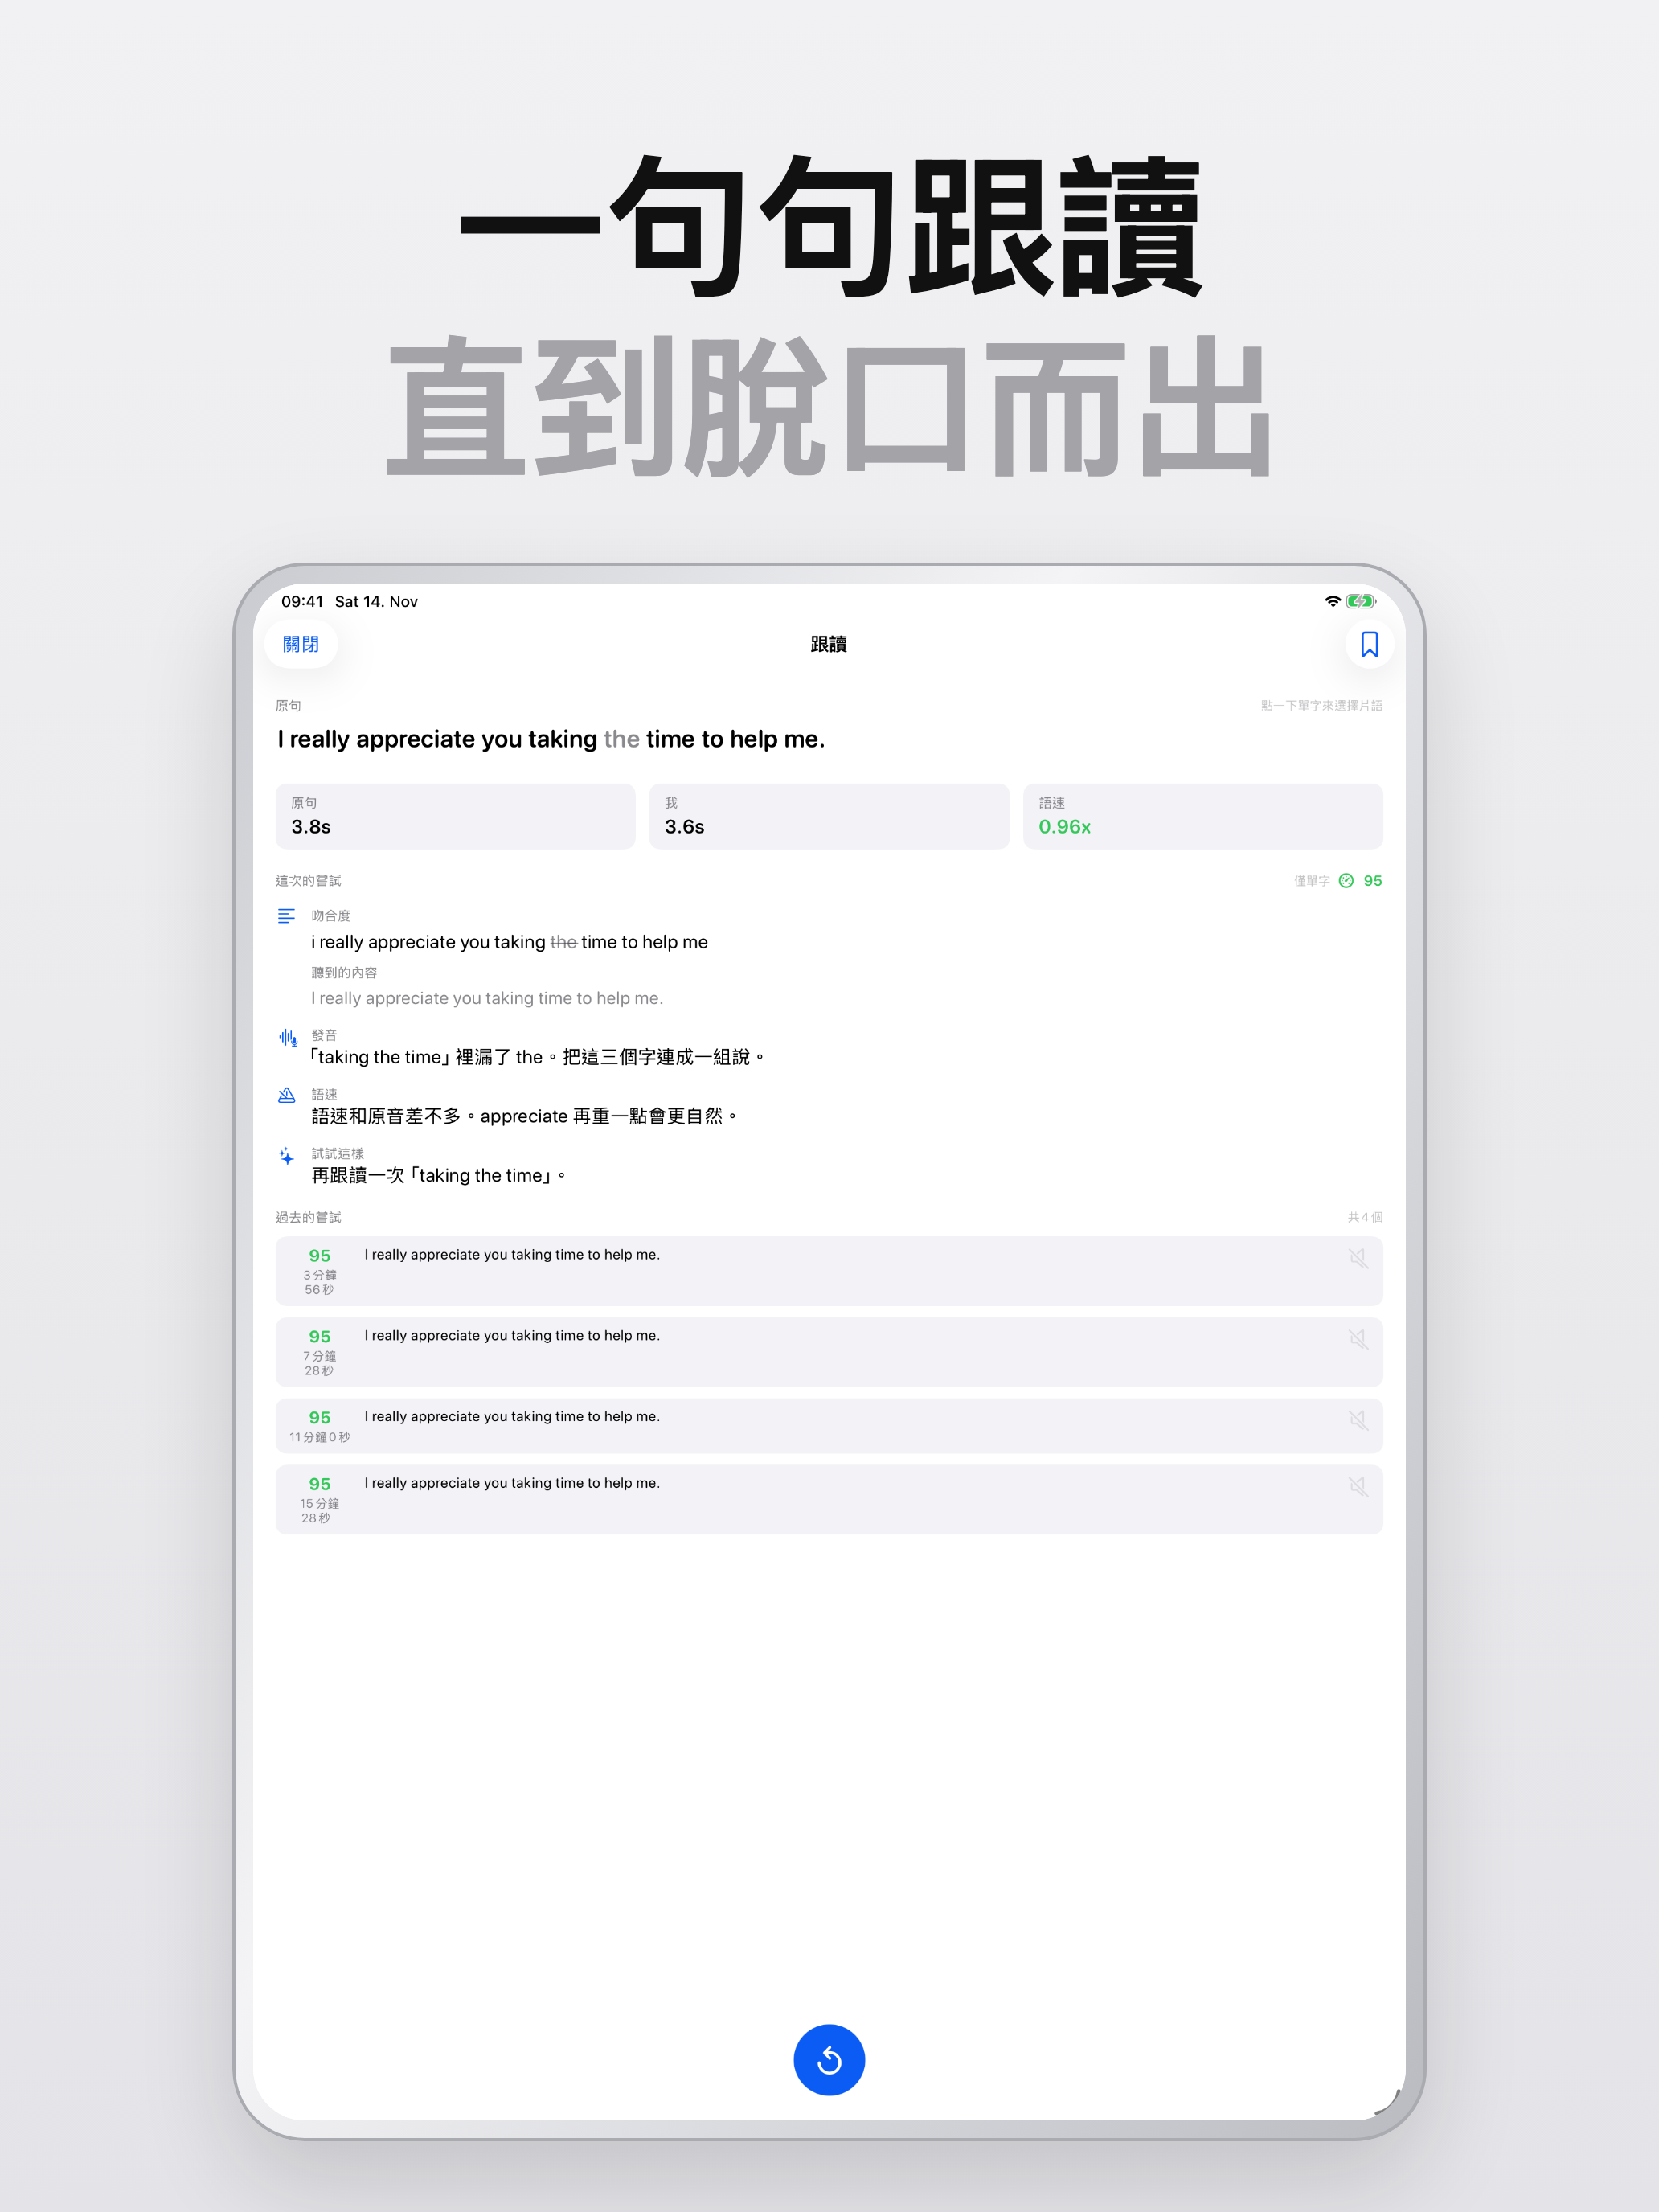 一句句跟讀
直到脫口而出
09:41 Sat 14. Nov
關閉
跟讀
原句
點一下單字來選擇片語
I really appreciate you taking the time to help me.
原句
3.8s
我
3.6s
語速
0.96x
這次的嘗試
僅單字 95
吻合度
i really appreciate you taking the time to help me
聽到的內容
I really appreciate you taking time to help me.
發音
「taking the time」裡漏了 the。把這三個字連成一組說。
語速
語速和原音差不多。appreciate 再重一點會更自然。
試試這樣
再跟讀一次「taking the time」。
過去的嘗試
共 4 個
95
3 分鐘
56 秒
I really appreciate you taking time to help me.
95
7 分鐘
28 秒
I really appreciate you taking time to help me.
95
11 分鐘 0 秒
I really appreciate you taking time to help me.
95
15 分鐘
28 秒
I really appreciate you taking time to help me.